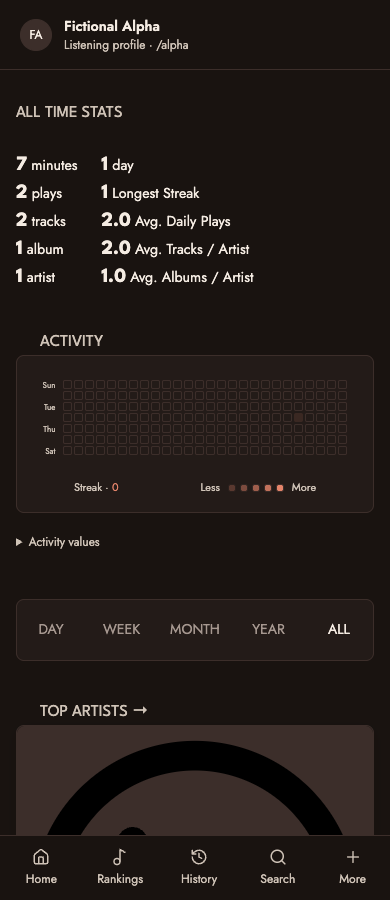 FA
Fictional Alpha
Listening profile · /alpha
ALL TIME STATS
7 minutes
1 day
2 plays
1 Longest Streak
2 tracks
2.0 Avg. Daily Plays
1 album
2.0 Avg. Tracks / Artist
1 artist
1.0 Avg. Albums / Artist
ACTIVITY
Sun
Tue
Thu
Sat
Streak · 0
Less
More
Activity values
DAY WEEK MONTH YEAR ALL
TOP ARTISTS →
Home Rankings History Search More